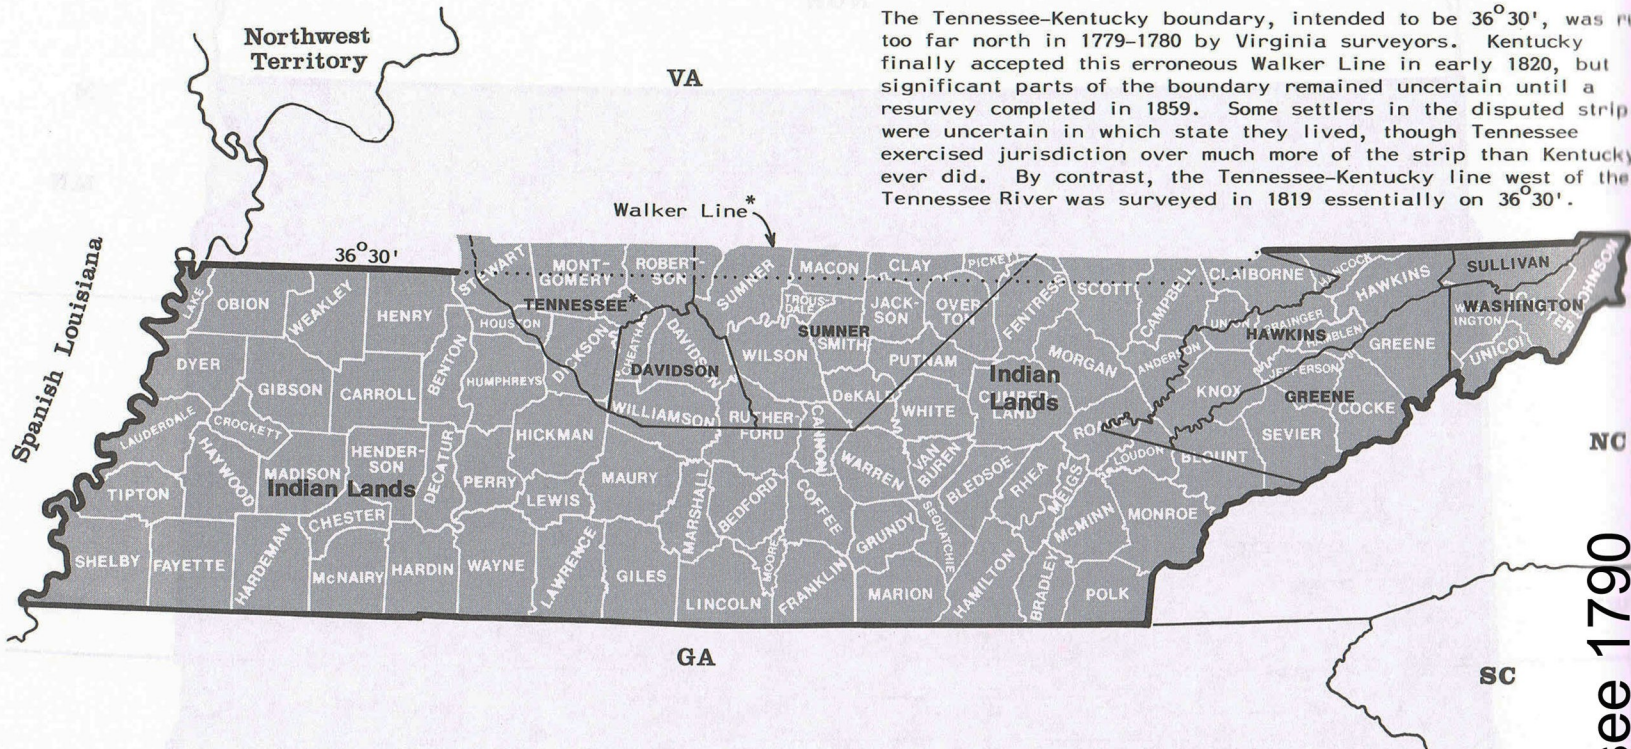 The Tennessee-Kentucky boundary, intended to be 36°30', was
too far north in 1779-1780 by Virginia surveyors. Kentucky
finally accepted this erroneous Walker Line in early 1820, but
significant parts of the boundary remained uncertain until a
resurvey completed in 1859. Some settlers in the disputed strip
were uncertain in which state they lived, though Tennessee
exercised jurisdiction over much more of the strip than Kentucky
ever did. By contrast, the Tennessee-Kentucky line west of the
Tennessee River was surveyed in 1819 essentially on 36°30'.
Northwest
Territory
VA
Walker Line*
36°30'
Spanish Louisiana
NC
SC
GA
see 1790
TENNESSEE*
DAVIDSON
SUMNER
HAWKINS
GREENE
SULLIVAN
WASHINGTON
Indian
Lands
Indian Lands
LAKE
OBION
WEAKLEY
HENRY
STEWART
MONT-
GOMERY
ROBERT-
SON
SUMNER
MACON
CLAY
PICKETT
FENTRESS
SCOTT
CAMPBELL
CLAIBORNE
HANCOCK
HAWKINS
JOHNSON
DYER
GIBSON
CARROLL
BENTON
HOUSTON
HUMPHREYS
DICKSON
CHEATHAM
DAVIDSON
WILSON
TROUS-
DALE
SMITH
JACK-
SON
OVER
TON
PUTNAM
MORGAN
ANDERSON
UNION
GRAINGER
HAMBLEN
JEFFERSON
GREENE
WASH
INGTON
CARTER
UNICOI
LAUDERDALE
CROCKETT
HAYWOOD
MADISON
HENDER-
SON
DECATUR
PERRY
HICKMAN
WILLIAMSON
RUTHER-
FORD
CANNON
DeKALB
WHITE
CUMBER
LAND
ROANE
KNOX
COCKE
SEVIER
BLOUNT
LOUDON
TIPTON
CHESTER
LEWIS
MAURY
MARSHALL
BEDFORD
COFFEE
WARREN
VAN
BUREN
BLEDSOE
RHEA
MEIGS
McMINN
MONROE
SHELBY
FAYETTE
HARDEMAN
McNAIRY
HARDIN
WAYNE
LAWRENCE
GILES
LINCOLN
MOORE
FRANKLIN
GRUNDY
SEQUATCHIE
MARION
HAMILTON
BRADLEY
POLK